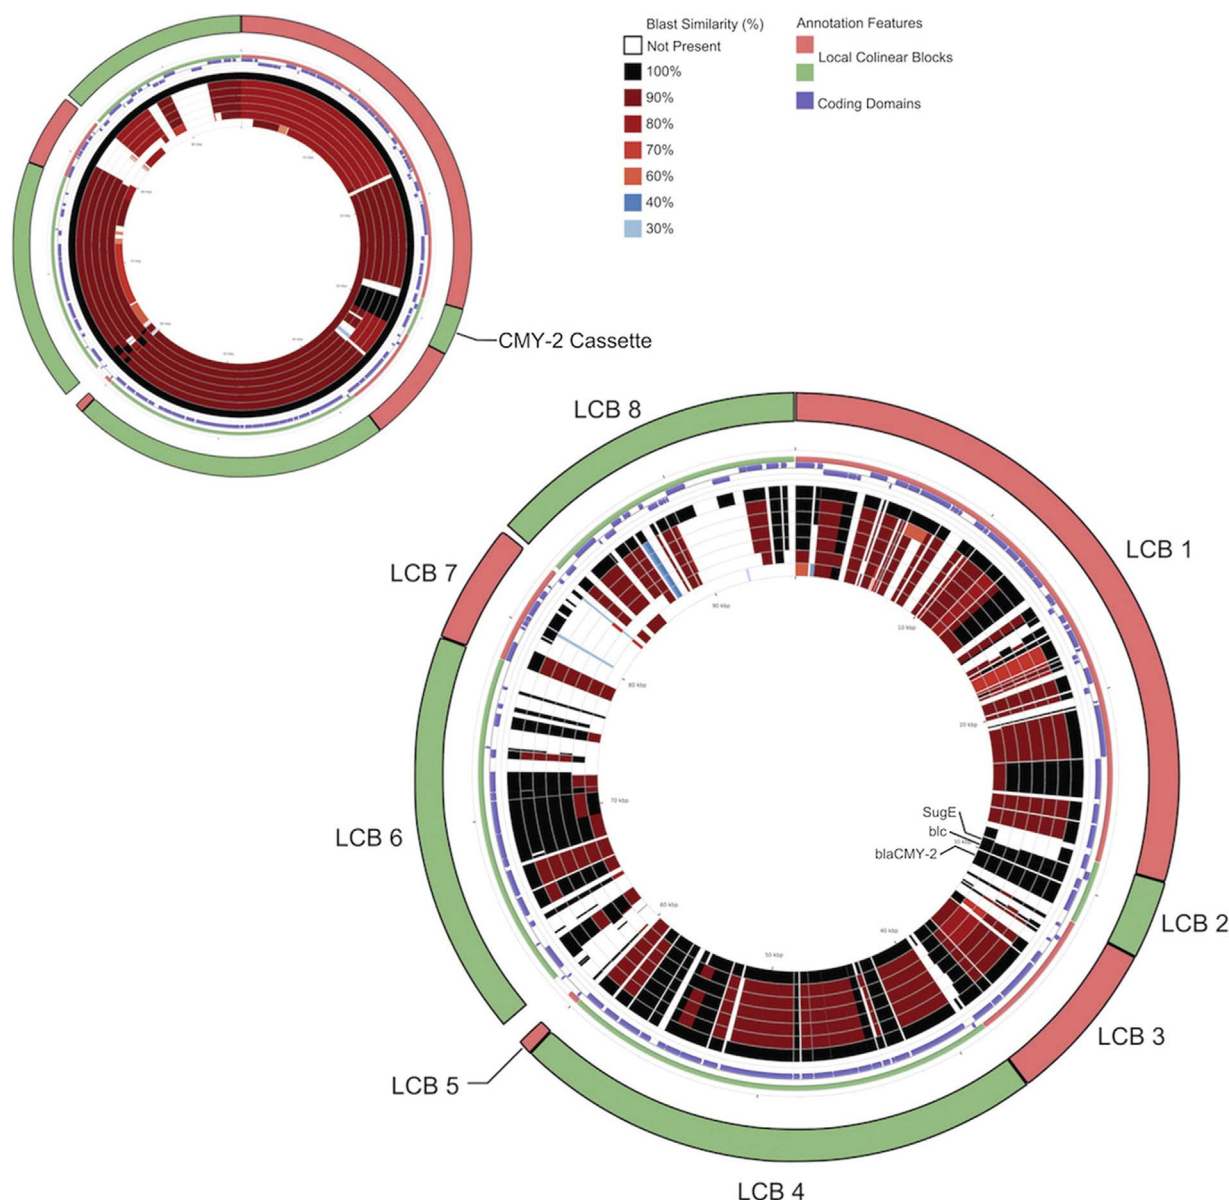 Blast Similarity (%)
Not Present
100%
90%
80%
70%
60%
40%
30%
Annotation Features
Local Colinear Blocks
Coding Domains
CMY-2 Cassette
LCB 8
LCB 1
LCB 7
LCB 6
LCB 2
LCB 3
LCB 5
LCB 4
SugE
blc
blaCMY-2
90 kbp
10 kbp
80 kbp
20 kbp
70 kbp
30 kbp
60 kbp
40 kbp
50 kbp